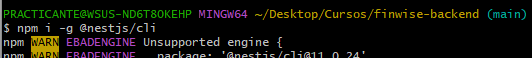 PRACTICANTE@WSUS-ND6T8OKEHP MINGW64 ~/Desktop/Cursos/finwise-backend (main)
$ npm i -g @nestjs/cli
npm WARN EBADENGINE Unsupported engine {
npm WARN EBADENGINE   package: '@nestjs/cli@11.0.24'